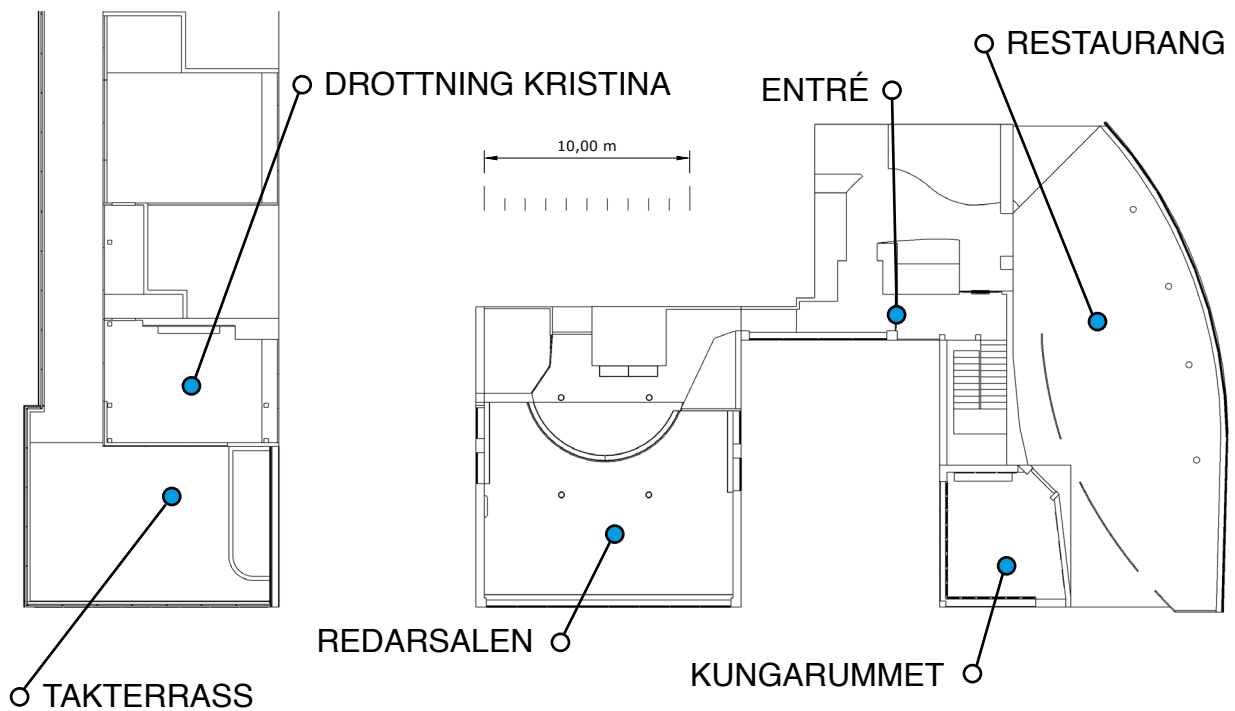 RESTAURANG
DROTTNING KRISTINA
ENTRÉ
10,00 m
REDARSALEN
KUNGARUMMET
TAKTERRASS